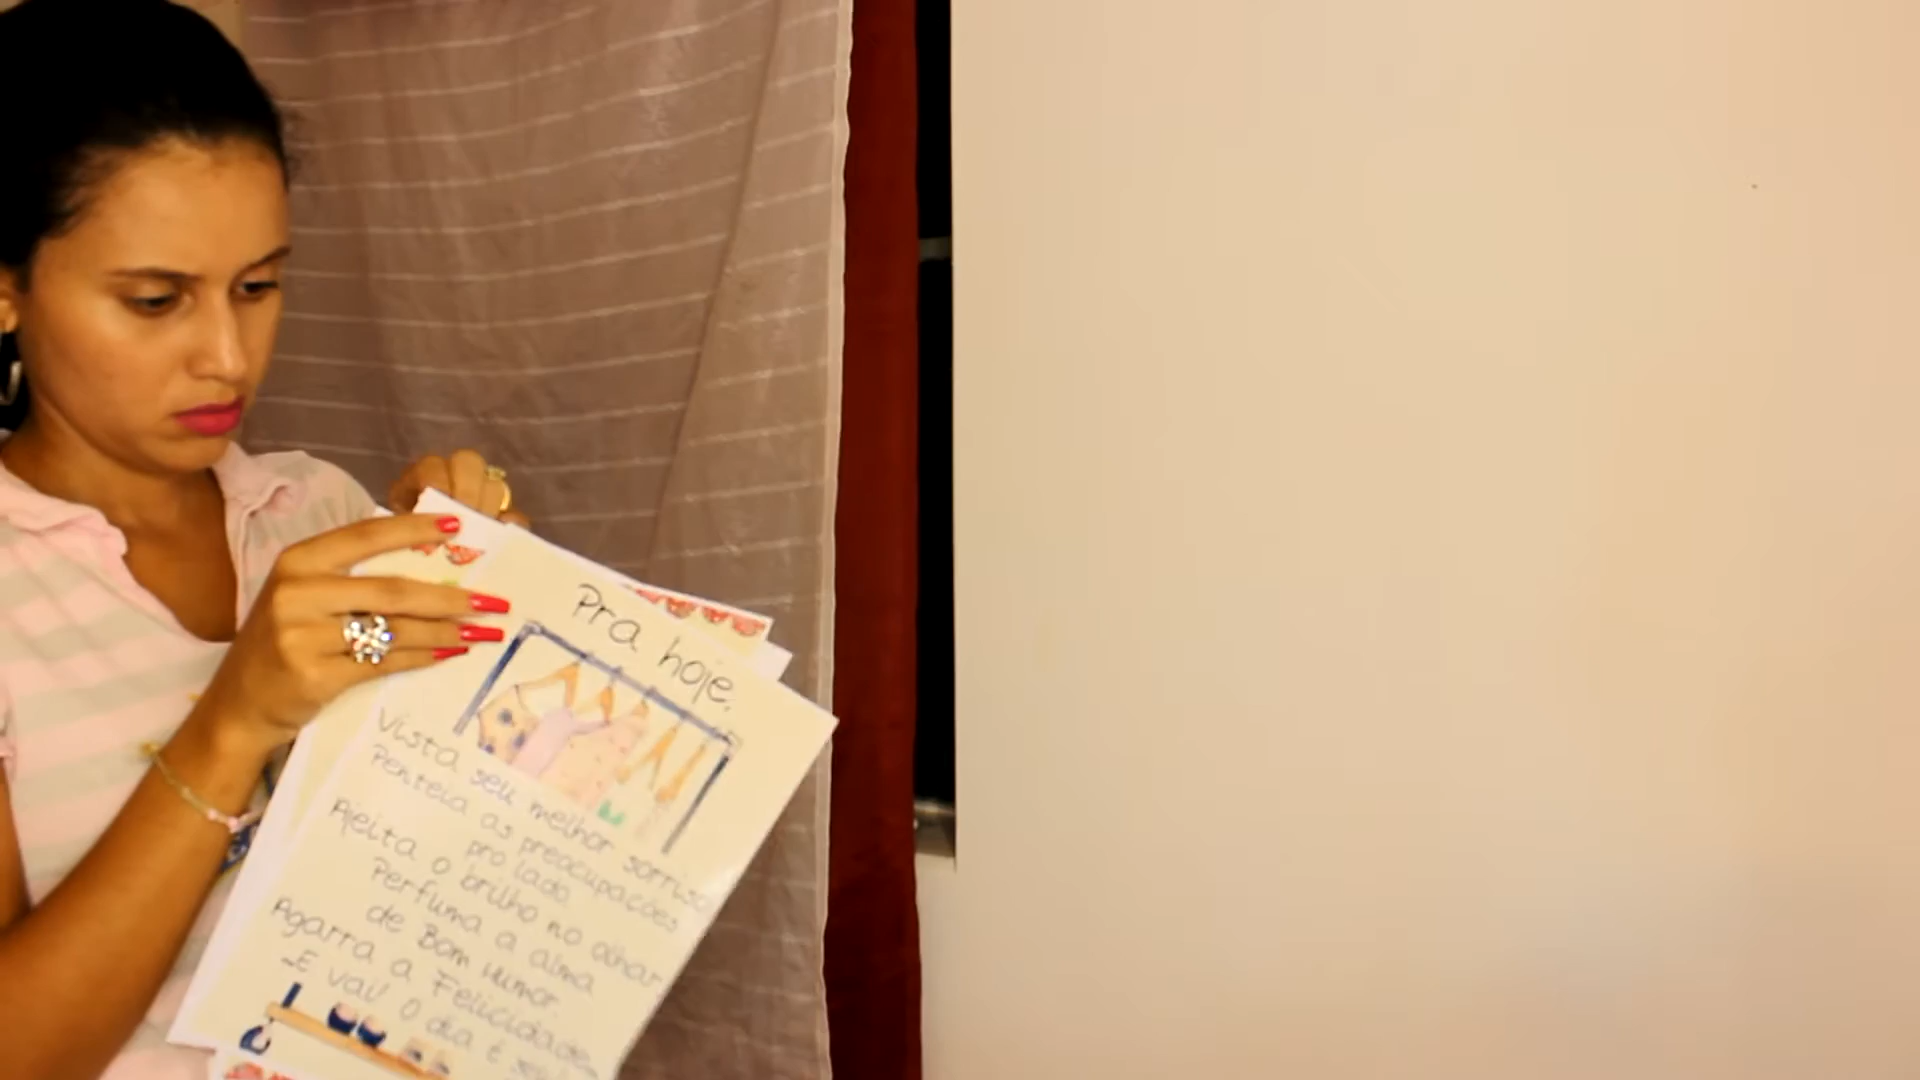 Pra hoje.
Vista seu melhor sorriso
Penteia as preocupações
pro lado
Ajeita o brilho no olhar
Perfuma a alma
de Bom humor.
Agarra a Felicidade
E vai! O dia é seu